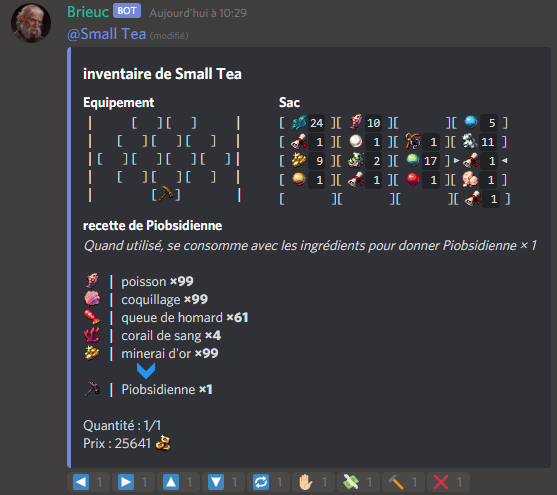 Brieuc BOT Aujourd'hui à 10:29
@Small Tea (modifié)
inventaire de Small Tea
Equipement
| [ ][ ] |
| [ ][ ][ ] |
|[ ][ ][ ][ ]|
| [ ][ ][ ] |
| [ ] |
Sac
[ 24 ][ 10 ][ ][ 5 ]
[ 1 ][ 1 ][ 1 ][ 11 ]
[ 9 ][ 2 ][ 17 ]▸ 1 ◂
[ 1 ][ 1 ][ 1 ][ 1 ]
[ ][ ][ ][ 1 ]
recette de Piobsidienne
Quand utilisé, se consomme avec les ingrédients pour donner Piobsidienne × 1
| poisson ×99
| coquillage ×99
| queue de homard ×61
| corail de sang ×4
| minerai d'or ×99
| Piobsidienne ×1
Quantité : 1/1
Prix : 25641
1 1 1 1 1 1 1 1 1